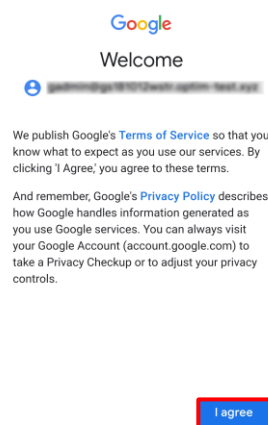 Google
Welcome
We publish Google's Terms of Service so that you
know what to expect as you use our services. By
clicking 'I Agree,' you agree to these terms.
And remember, Google's Privacy Policy describes
how Google handles information generated as
you use Google services. You can always visit
your Google Account (account.google.com) to
take a Privacy Checkup or to adjust your privacy
controls.
I agree